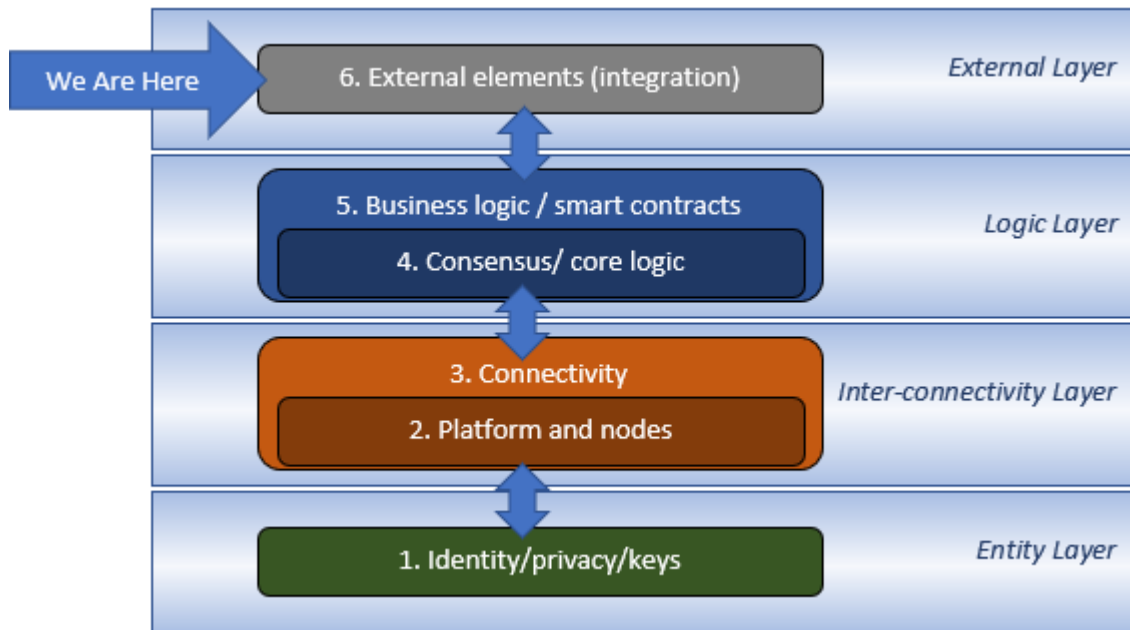 We Are Here
6. External elements (integration)
External Layer
5. Business logic / smart contracts
Logic Layer
4. Consensus/ core logic
3. Connectivity
Inter-connectivity Layer
2. Platform and nodes
1. Identity/privacy/keys
Entity Layer